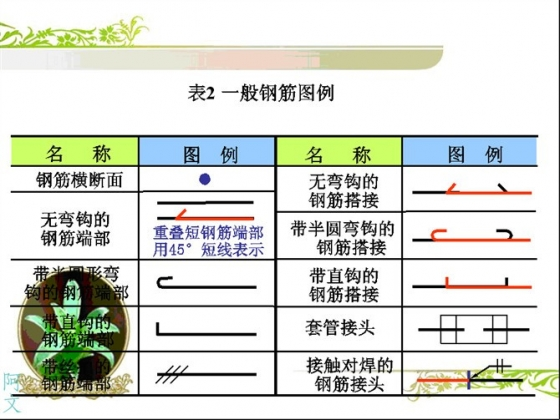 表2 一般钢筋图例
名 称
图 例
名 称
图 例
钢筋横断面
无弯钩的
钢筋搭接
无弯钩的
钢筋端部
重叠短钢筋端部
用45°短线表示
带半圆弯钩的
钢筋搭接
带半圆形弯
钩的钢筋端部
带直钩的
钢筋搭接
带直钩的
钢筋端部
套管接头
带丝扣的
钢筋端部
接触对焊的
钢筋接头
阿
文